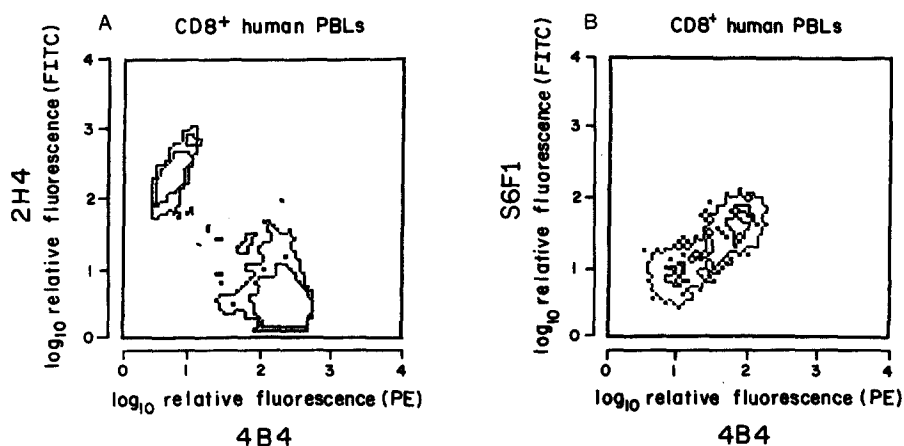 A
CD8⁺ human PBLs
2H4
log₁₀ relative fluorescence (FITC)
4
3
2
1
0
0 1 2 3 4
log₁₀ relative fluorescence (PE)
4B4
B
CD8⁺ human PBLs
S6F1
log₁₀ relative fluorescence (FITC)
4
3
2
1
0
0 1 2 3 4
log₁₀ relative fluorescence (PE)
4B4